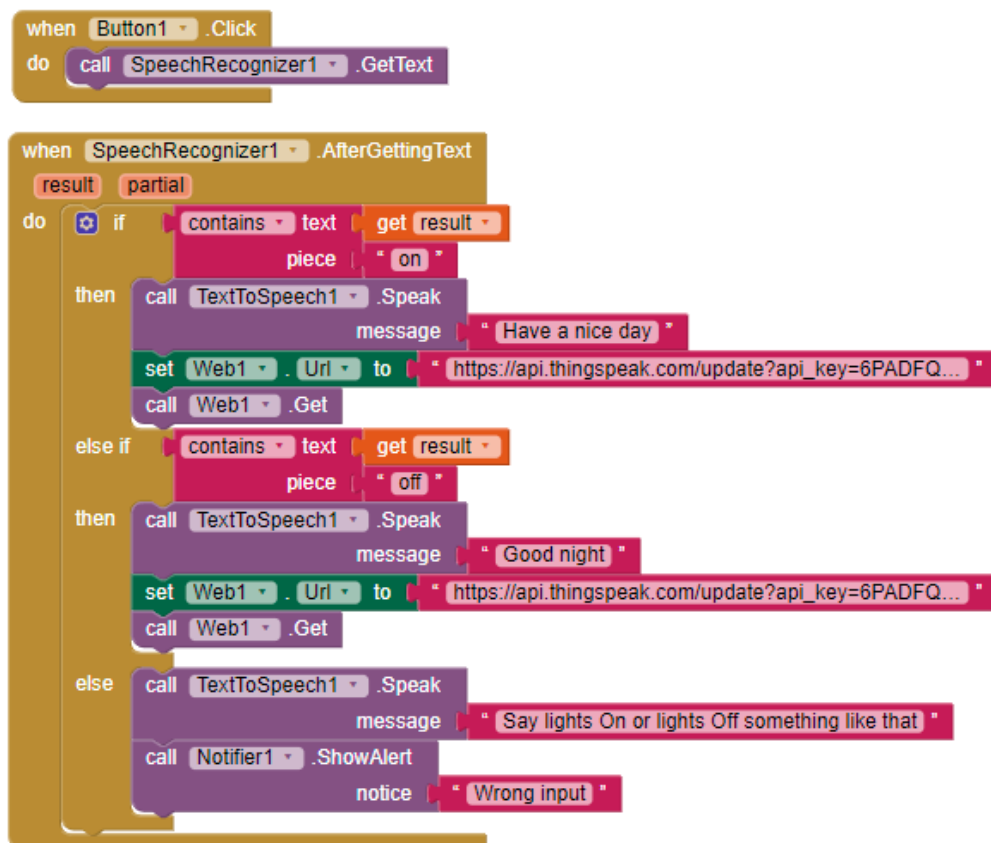 when Button1 .Click
do call SpeechRecognizer1 .GetText
when SpeechRecognizer1 .AfterGettingText
result partial
do if contains text get result
piece " on "
then call TextToSpeech1 .Speak
message " Have a nice day "
set Web1 . Url to " https://api.thingspeak.com/update?api_key=6PADFQ... "
call Web1 .Get
else if contains text get result
piece " off "
then call TextToSpeech1 .Speak
message " Good night "
set Web1 . Url to " https://api.thingspeak.com/update?api_key=6PADFQ... "
call Web1 .Get
else call TextToSpeech1 .Speak
message " Say lights On or lights Off something like that "
call Notifier1 .ShowAlert
notice " Wrong input "